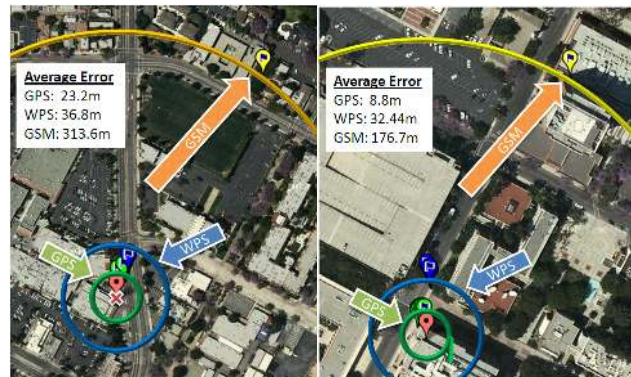 Average Error
GPS: 23.2m
WPS: 36.8m
GSM: 313.6m
GSM
WPS
GPS
Average Error
GPS: 8.8m
WPS: 32.44m
GSM: 176.7m
GSM
WPS
GPS